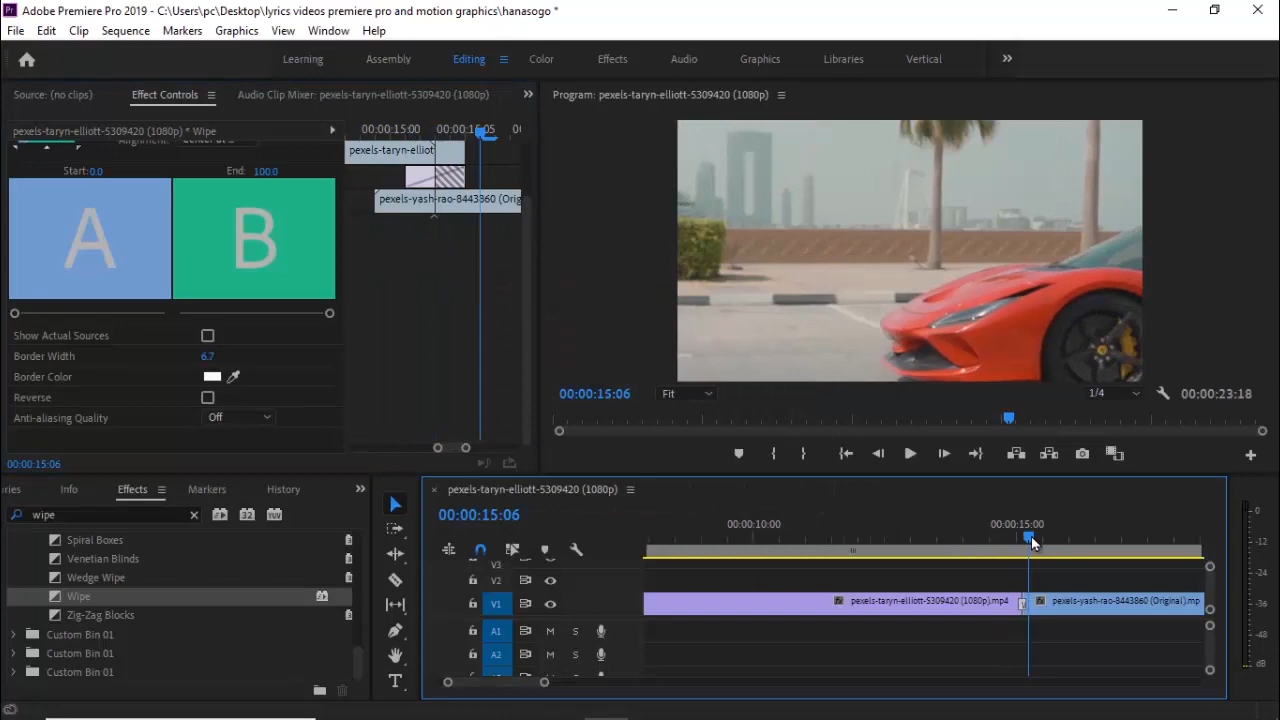 Pr Adobe Premiere Pro 2019 - C:\Users\pc\Desktop\lyrics videos premiere pro and motion graphics\hanasogo *
File Edit Clip Sequence Markers Graphics View Window Help
Learning Assembly Editing Color Effects Audio Graphics Libraries Vertical
Source: (no clips) Effect Controls Audio Clip Mixer: pexels-taryn-elliott-5309420 (1080p) Program: pexels-taryn-elliott-5309420 (1080p)
pexels-taryn-elliott-5309420 (1080p) * Wipe 00:00:15:00 00:00:15:05
pexels-taryn-elliott
Start: 0.0 End: 100.0
A B
pexels-yash-rao-8443860 (Orig
Show Actual Sources
Border Width 6.7
Border Color
Reverse
Anti-aliasing Quality Off
00:00:15:06 Fit 1/4 00:00:23:18
00:00:15:06
ries Info Effects Markers History
wipe
Spiral Boxes
Venetian Blinds
Wedge Wipe
Wipe
Zig-Zag Blocks
Custom Bin 01
Custom Bin 01
Custom Bin 01
T
pexels-taryn-elliott-5309420 (1080p)
00:00:15:06
00:00:10:00 00:00:15:00
V3
V2
V1 pexels-taryn-elliott-5309420 (1080p).mp4 pexels-yash-rao-8443860 (Original).mp
A1 M S
A2 M S
0
-12
-24
-36
-48
dB